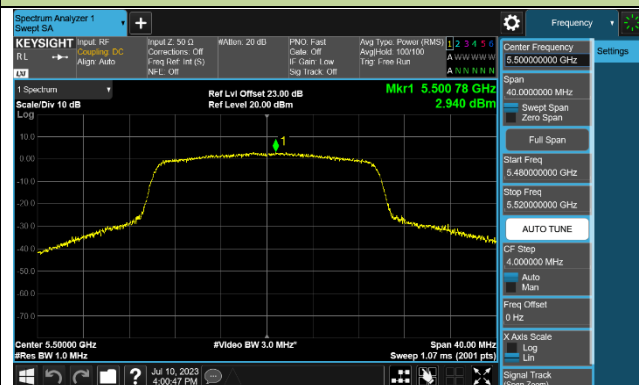 Spectrum Analyzer 1
Swept SA
Frequency
KEYSIGHT
RL
LXI
Input: RF
Coupling: DC
Align: Auto
Input Z: 50 Ω
Corrections: Off
Freq Ref: Int (S)
NFE: Off
#Atten: 20 dB
PNO: Fast
Gate: Off
IF Gain: Low
Sig Track: Off
Avg Type: Power (RMS)
Avg|Hold: 100/100
Trig: Free Run
1 2 3 4 5 6
A W W W W W
A N N N N N
1 Spectrum
Scale/Div 10 dB
Log
Ref Lvl Offset 23.00 dB
Ref Level 20.00 dBm
Mkr1 5.500 78 GHz
2.940 dBm
1
10.0
0.00
-10.0
-20.0
-30.0
-40.0
-50.0
-60.0
-70.0
Center 5.50000 GHz
#Res BW 1.0 MHz
#Video BW 3.0 MHz*
Span 40.00 MHz
Sweep 1.07 ms (2001 pts)
Center Frequency
5.500000000 GHz
Settings
Span
40.0000000 MHz
Swept Span
Zero Span
Full Span
Start Freq
5.480000000 GHz
Stop Freq
5.520000000 GHz
AUTO TUNE
CF Step
4.000000 MHz
Auto
Man
Freq Offset
0 Hz
X Axis Scale
Log
Lin
Signal Track
(Span Zoom)
?
Jul 10, 2023
4:00:47 PM